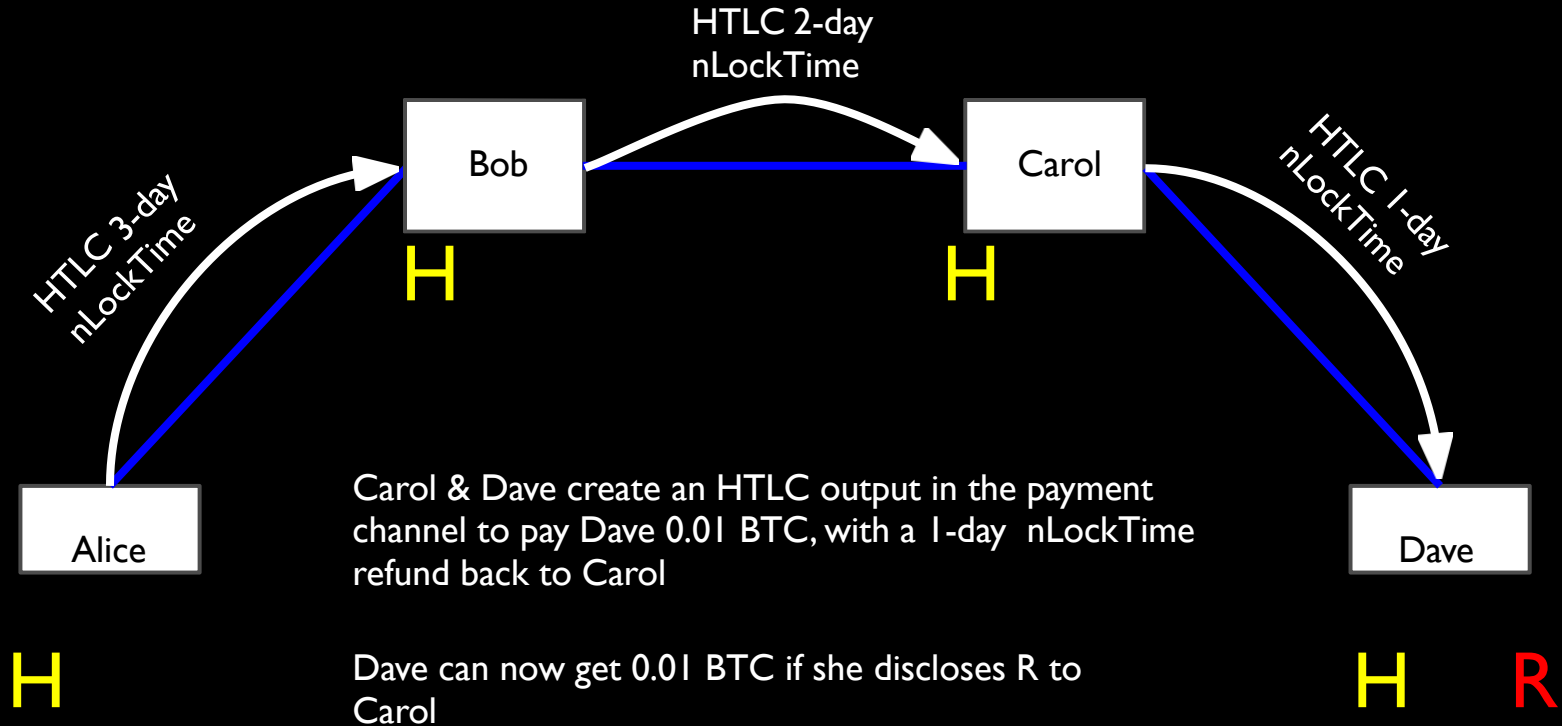 HTLC 2-day
nLockTime
Bob
Carol
HTLC 3-day
nLockTime
HTLC 1-day
nLockTime
H
H
Alice
Carol & Dave create an HTLC output in the payment
channel to pay Dave 0.01 BTC, with a 1-day nLockTime
refund back to Carol
Dave
H
Dave can now get 0.01 BTC if she discloses R to
Carol
H
R